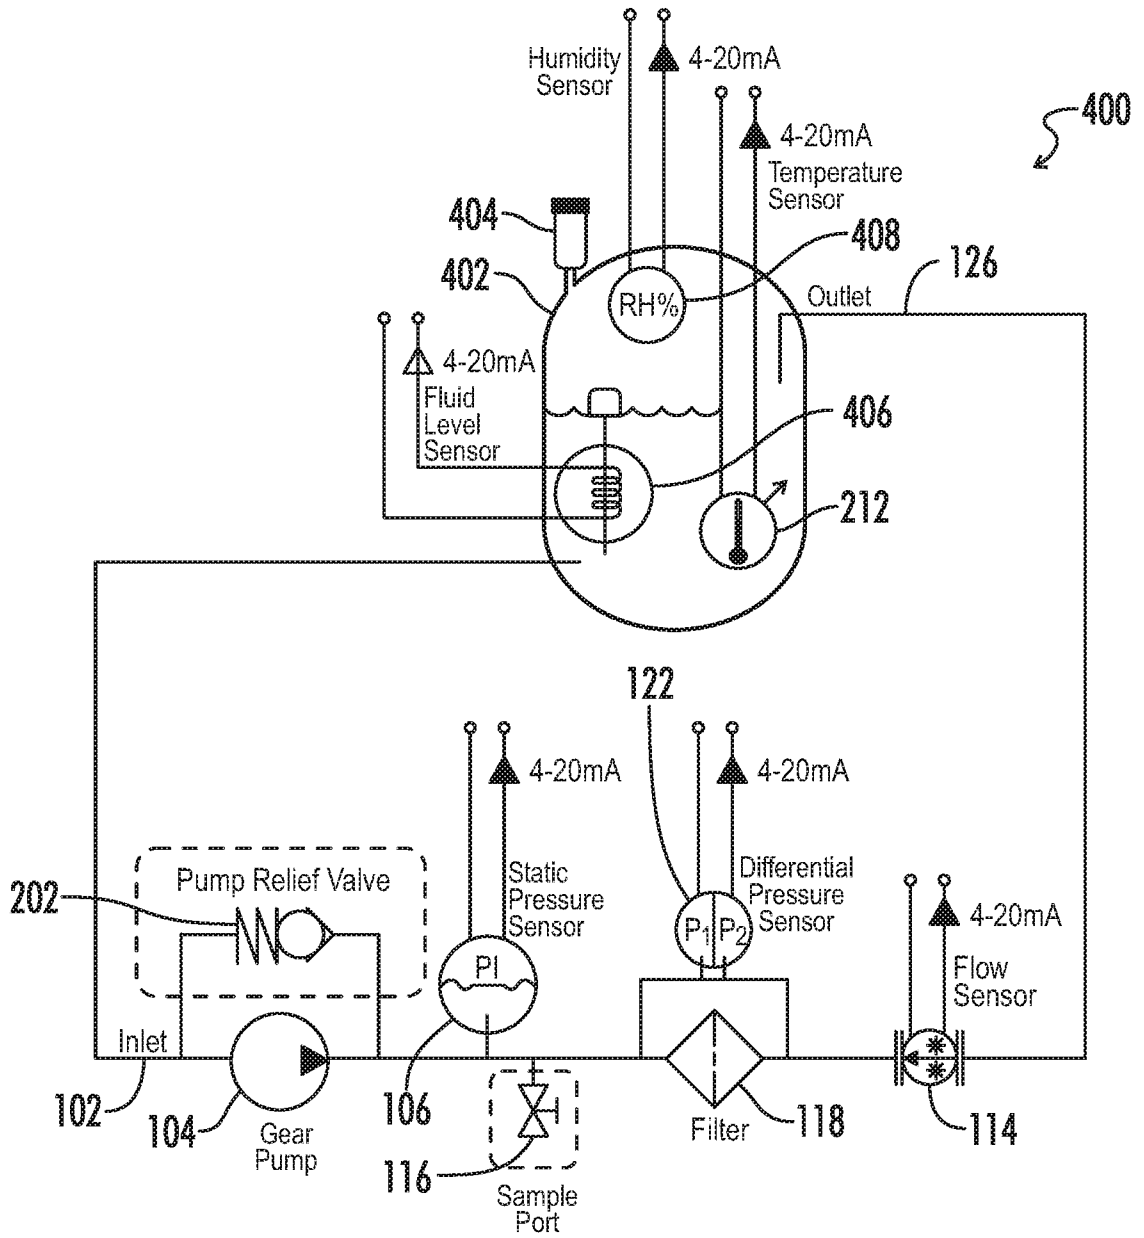 Humidity
Sensor
4-20mA
400
4-20mA
Temperature
Sensor
404
408
402
126
RH%
Outlet
4-20mA
Fluid
Level
Sensor
406
212
122
4-20mA
4-20mA
Pump Relief Valve
202
Static
Pressure
Sensor
Differential
Pressure
Sensor
P1 P2
4-20mA
PI
Flow
Sensor
Inlet
102
104
Gear
Pump
106
116
Sample
Port
Filter
118
114